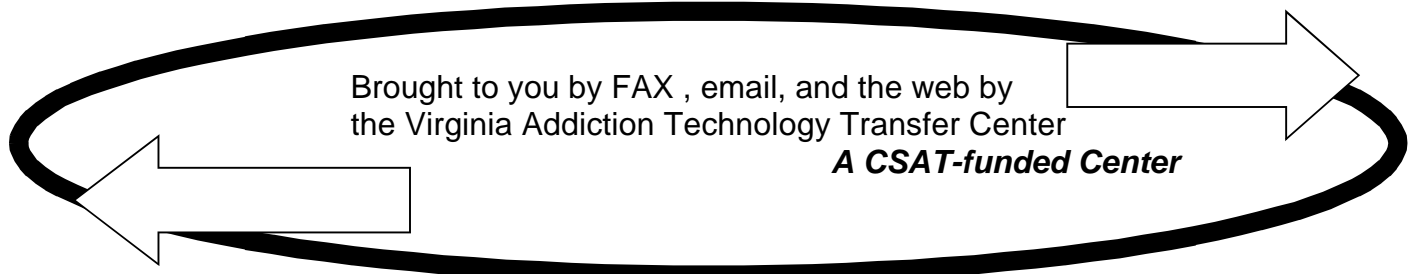 Brought to you by FAX , email, and the web by
the Virginia Addiction Technology Transfer Center
A CSAT-funded Center